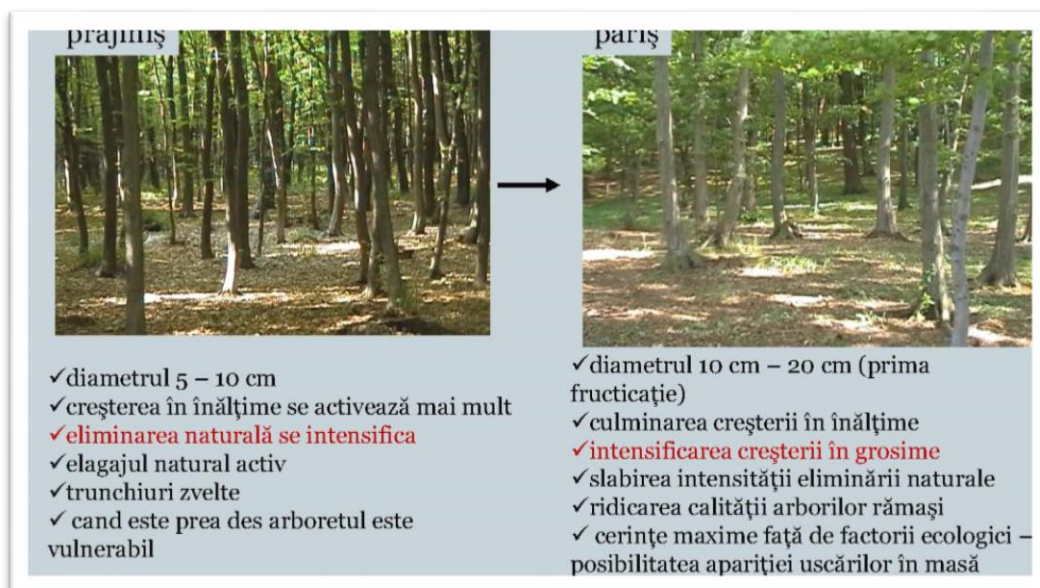 prăjiniş
păriş
✓diametrul 5 – 10 cm
✓creşterea în înălţime se activează mai mult
✓eliminarea naturală se intensifica
✓elagajul natural activ
✓trunchiuri zvelte
✓ cand este prea des arboretul este
vulnerabil
✓diametrul 10 cm – 20 cm (prima
fructicaţie)
✓culminarea creşterii în înălţime
✓intensificarea creşterii în grosime
✓slabirea intensităţii eliminării naturale
✓ridicarea calităţii arborilor rămaşi
✓ cerinţe maxime faţă de factorii ecologici –
posibilitatea apariţiei uscărilor în masă